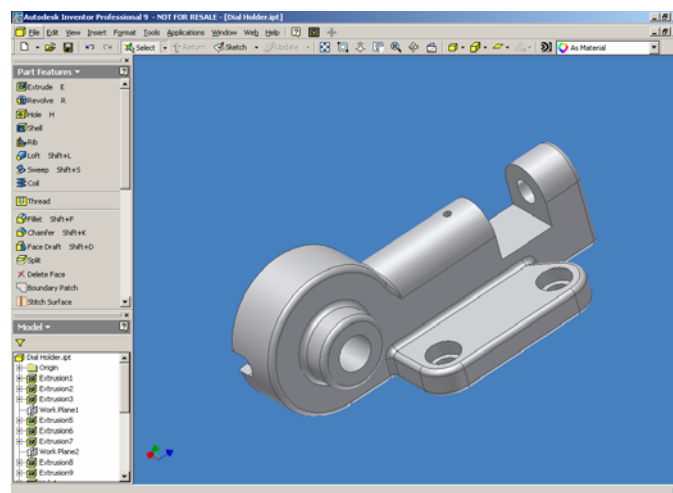 Autodesk Inventor Professional 9 - NOT FOR RESALE - [Dial Holder.ipt]
File Edit View Insert Format Tools Applications Window Web Help
Select Return Sketch Update As Material
Part Features
Extrude E
Revolve R
Hole H
Shell
Rib
Loft Shift+L
Sweep Shift+S
Coil
Thread
Fillet Shift+F
Chamfer Shift+K
Face Draft Shift+D
Split
Delete Face
Boundary Patch
Stitch Surface
Model
Dial Holder.ipt
Origin
Extrusion1
Extrusion2
Extrusion3
Work Plane1
Extrusion5
Extrusion6
Extrusion7
Work Plane2
Extrusion8
Extrusion9